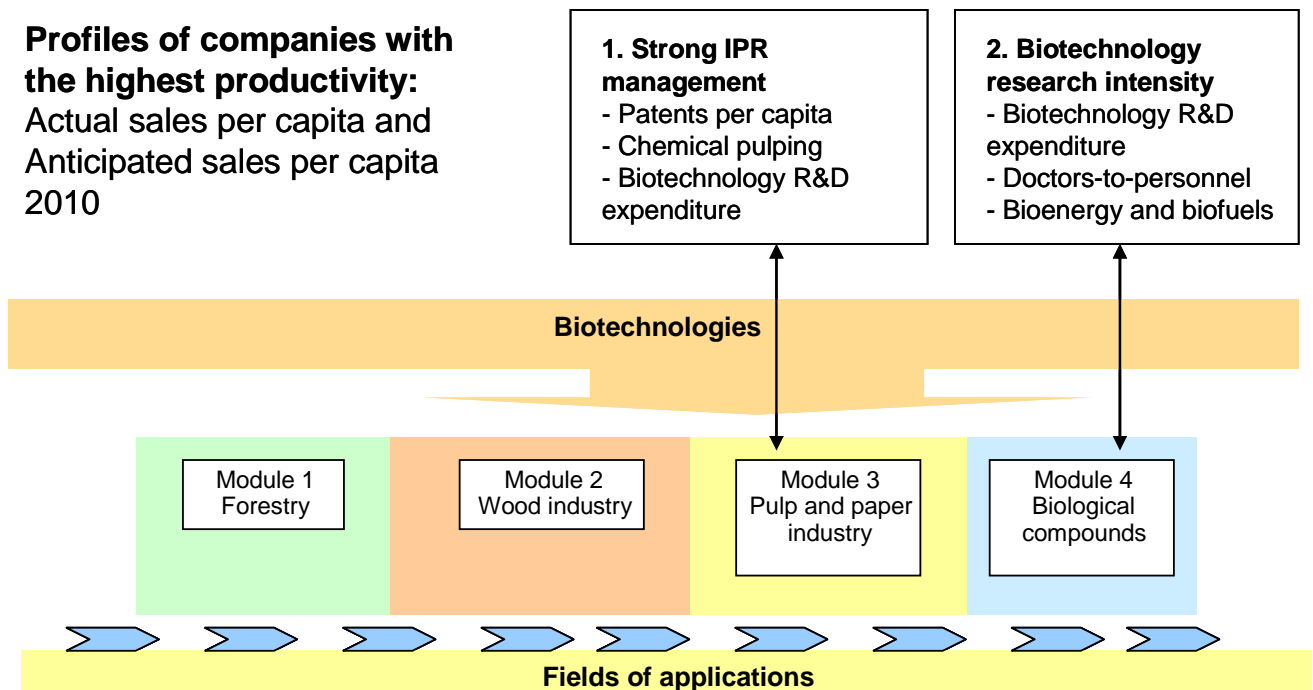 Profiles of companies with
the highest productivity:
Actual sales per capita and
Anticipated sales per capita
2010
1. Strong IPR
management
- Patents per capita
- Chemical pulping
- Biotechnology R&D
expenditure
2. Biotechnology
research intensity
- Biotechnology R&D
expenditure
- Doctors-to-personnel
- Bioenergy and biofuels
Biotechnologies
Module 1
Forestry
Module 2
Wood industry
Module 3
Pulp and paper
industry
Module 4
Biological
compounds
Fields of applications